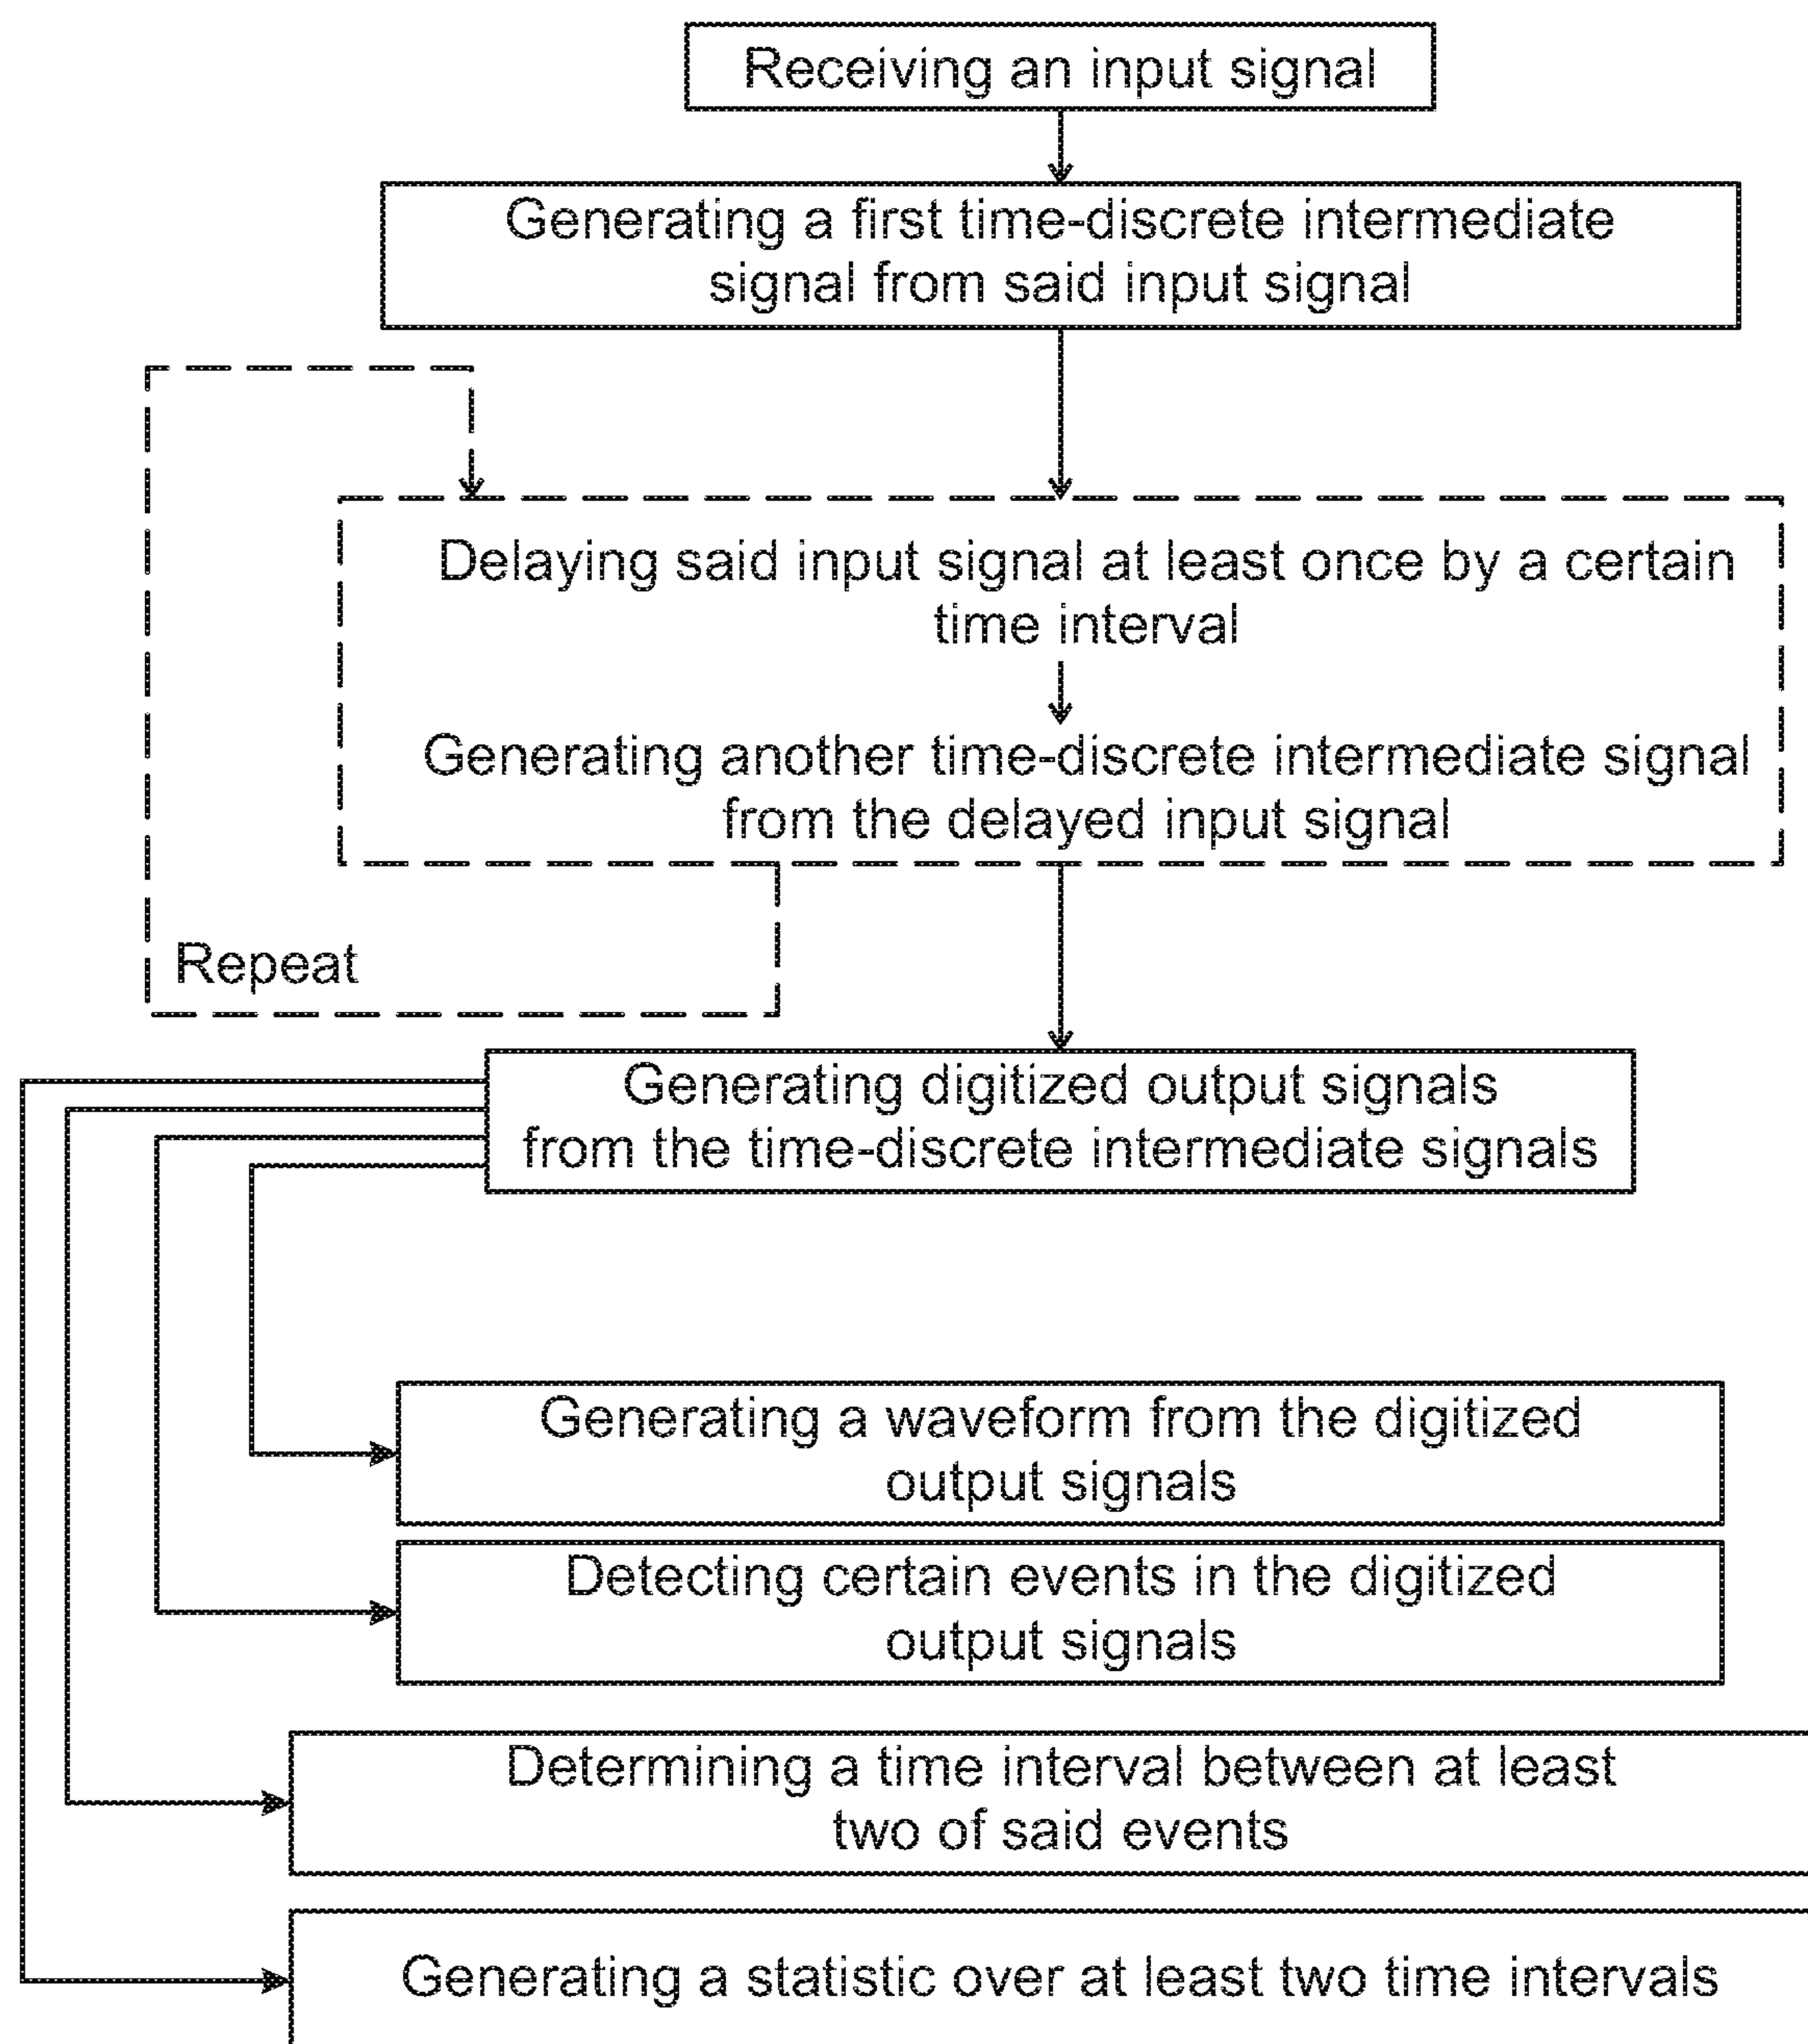 Receiving an input signal
Generating a first time-discrete intermediate
signal from said input signal
Delaying said input signal at least once by a certain
time interval
Generating another time-discrete intermediate signal
from the delayed input signal
Repeat
Generating digitized output signals
from the time-discrete intermediate signals
Generating a waveform from the digitized
output signals
Detecting certain events in the digitized
output signals
Determining a time interval between at least
two of said events
Generating a statistic over at least two time intervals